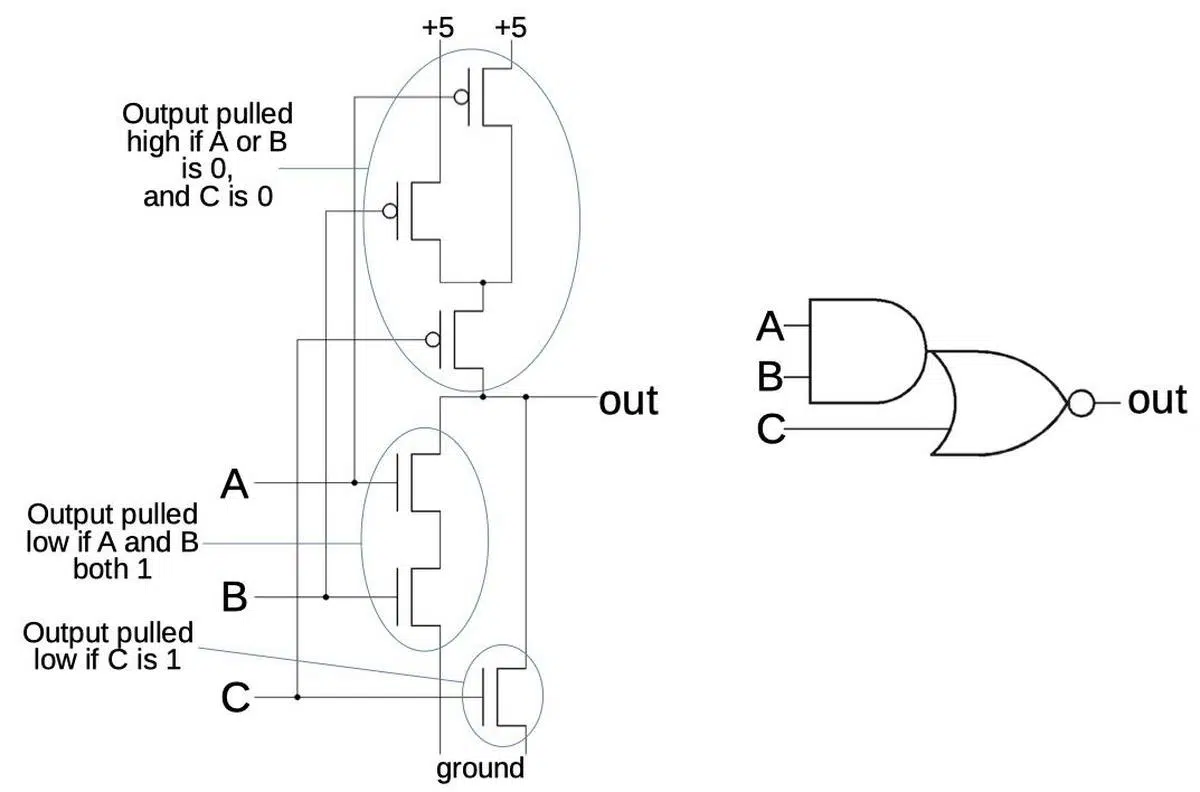 +5 +5
Output pulled
high if A or B
is 0,
and C is 0
out
A
Output pulled
low if A and B
both 1
B
Output pulled
low if C is 1
C
ground
A
B
C
out